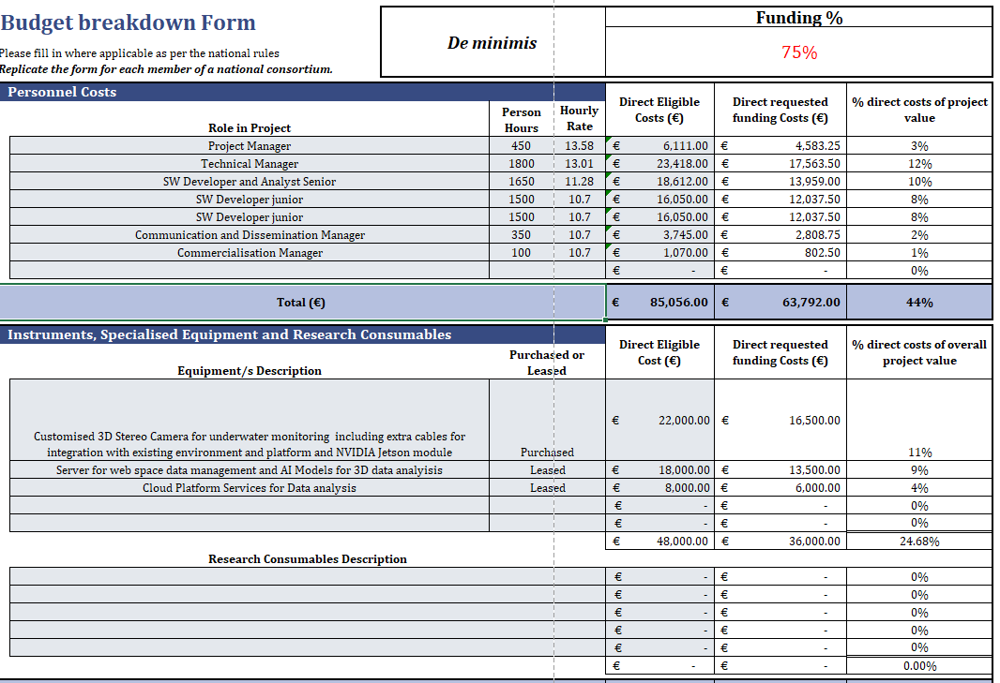 Budget breakdown Form
Please fill in where applicable as per the national rules
Replicate the form for each member of a national consortium.
De minimis
Funding %
75%
Personnel Costs
Role in Project
Person Hours
Hourly Rate
Direct Eligible Costs (€)
Direct requested funding Costs (€)
% direct costs of project value
Project Manager 450 13.58 € 6,111.00 € 4,583.25 3%
Technical Manager 1800 13.01 € 23,418.00 € 17,563.50 12%
SW Developer and Analyst Senior 1650 11.28 € 18,612.00 € 13,959.00 10%
SW Developer junior 1500 10.7 € 16,050.00 € 12,037.50 8%
SW Developer junior 1500 10.7 € 16,050.00 € 12,037.50 8%
Communication and Dissemination Manager 350 10.7 € 3,745.00 € 2,808.75 2%
Commercialisation Manager 100 10.7 € 1,070.00 € 802.50 1%
€ - € - 0%
Total (€) € 85,056.00 € 63,792.00 44%
Instruments, Specialised Equipment and Research Consumables
Equipment/s Description
Purchased or Leased
Direct Eligible Cost (€)
Direct requested funding Costs (€)
% direct costs of overall project value
Customised 3D Stereo Camera for underwater monitoring including extra cables for
integration with existing environment and platform and NVIDIA Jetson module Purchased € 22,000.00 € 16,500.00 11%
Server for web space data management and AI Models for 3D data analyisis Leased € 18,000.00 € 13,500.00 9%
Cloud Platform Services for Data analysis Leased € 8,000.00 € 6,000.00 4%
€ - € - 0%
€ - € - 0%
€ 48,000.00 € 36,000.00 24.68%
Research Consumables Description
€ - € - 0%
€ - € - 0%
€ - € - 0%
€ - € - 0%
€ - € - 0%
€ - € - 0.00%